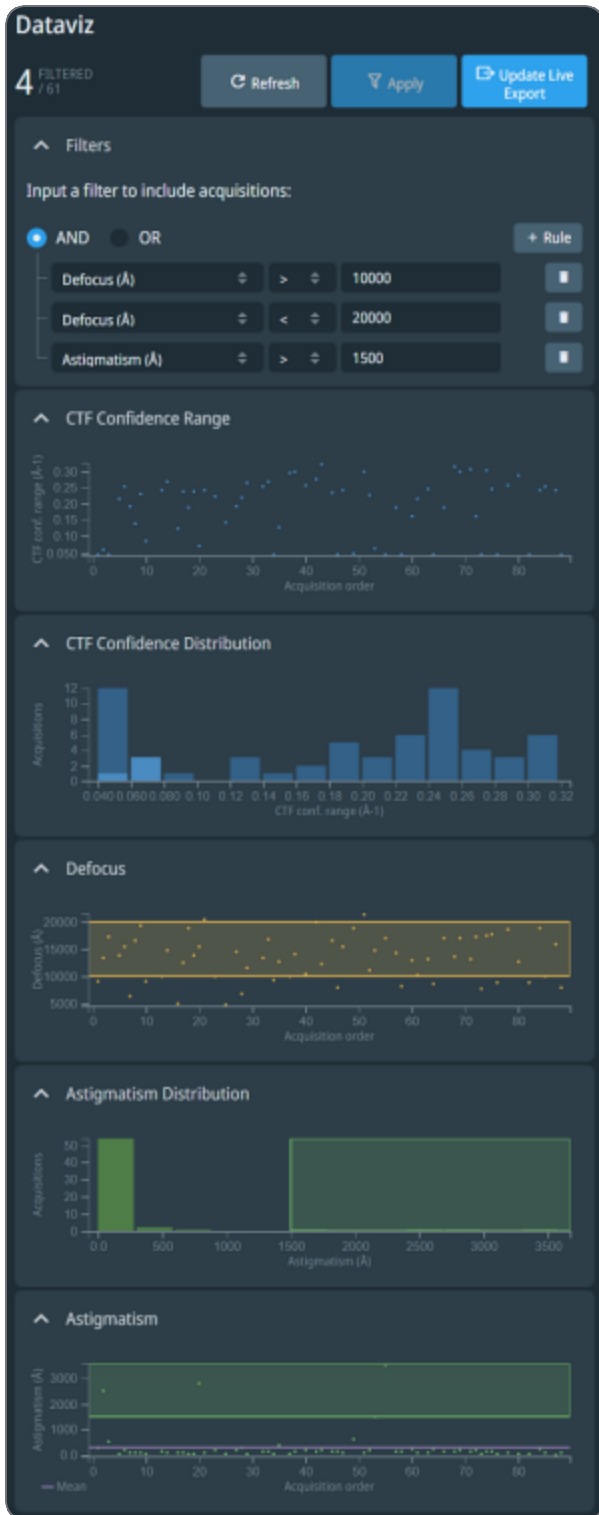 Dataviz
4 FILTERED / 61
Refresh
Apply
Update Live Export
Filters
Input a filter to include acquisitions:
AND OR
+ Rule
Defocus (Å) > 10000
Defocus (Å) < 20000
Astigmatism (Å) > 1500
CTF Confidence Range
CTF conf. range (Å-1)
0.30
0.25
0.20
0.15
0.10
0.050
0 10 20 30 40 50 60 70 80
Acquisition order
CTF Confidence Distribution
Acquisitions
12
10
8
6
4
2
0
0.040 0.060 0.080 0.10 0.12 0.14 0.16 0.18 0.20 0.22 0.24 0.26 0.28 0.30 0.32
CTF conf. range (Å-1)
Defocus
Defocus (Å)
20000
15000
10000
5000
0 10 20 30 40 50 60 70 80
Acquisition order
Astigmatism Distribution
Acquisitions
50
40
30
20
10
0
0.0 500 1000 1500 2000 2500 3000 3500
Astigmatism (Å)
Astigmatism
Astigmatism (Å)
3000
2000
1000
0.0
0 10 20 30 40 50 60 70 80
Mean
Acquisition order